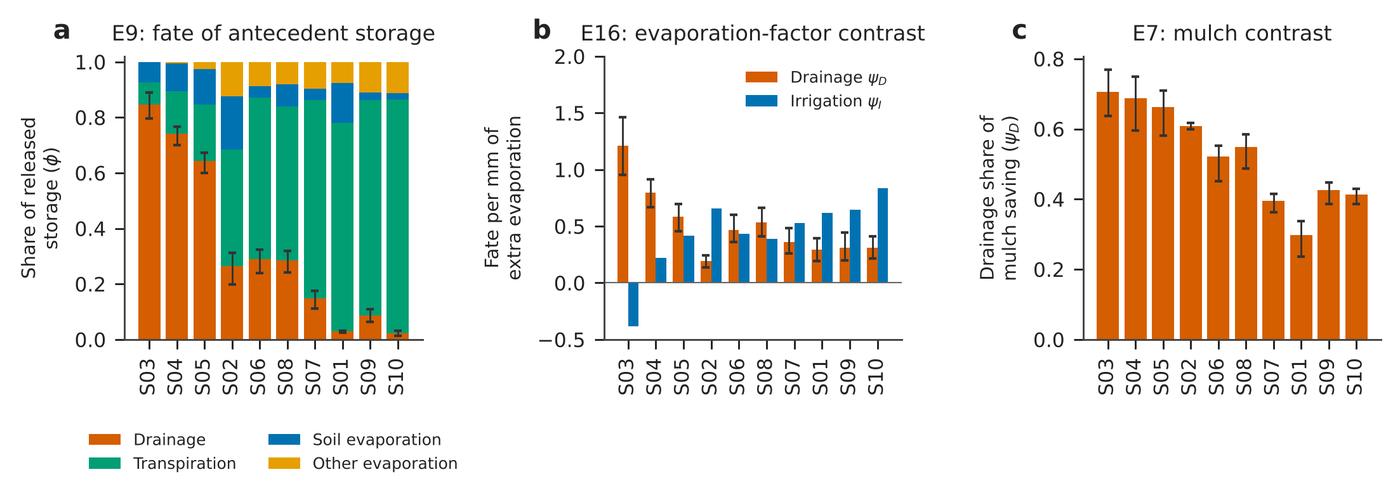 a
E9: fate of antecedent storage
Share of released
storage (ϕ)
1.0
0.8
0.6
0.4
0.2
0.0
S03 S04 S05 S02 S06 S08 S07 S01 S09 S10
Drainage
Transpiration
Soil evaporation
Other evaporation
b
E16: evaporation-factor contrast
Fate per mm of
extra evaporation
2.0
1.5
1.0
0.5
0.0
−0.5
Drainage ψ_D
Irrigation ψ_I
S03 S04 S05 S02 S06 S08 S07 S01 S09 S10
c
E7: mulch contrast
Drainage share of
mulch saving (ψ_D)
0.8
0.6
0.4
0.2
0.0
S03 S04 S05 S02 S06 S08 S07 S01 S09 S10